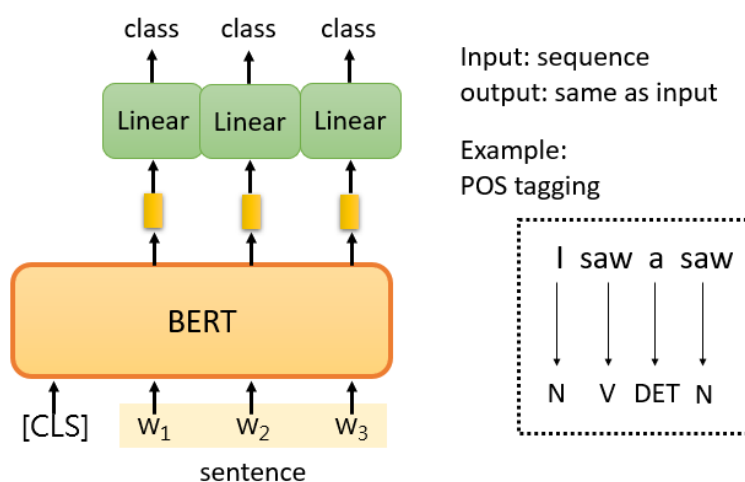 class class class
Linear Linear Linear
BERT
[CLS] w₁ w₂ w₃
sentence
Input: sequence
output: same as input
Example:
POS tagging
I saw a saw
N V DET N